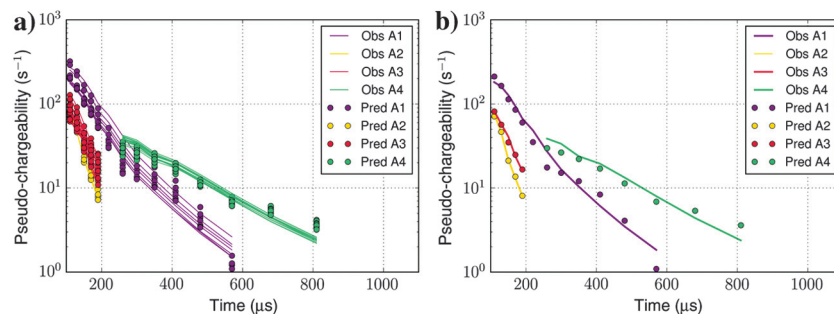 a)
Pseudo-chargeability (s⁻¹)
10³
10²
10¹
10⁰
200 400 600 800 1000
Time (μs)
Obs A1
Obs A2
Obs A3
Obs A4
Pred A1
Pred A2
Pred A3
Pred A4
b)
Pseudo-chargeability (s⁻¹)
10³
10²
10¹
10⁰
200 400 600 800 1000
Time (μs)
Obs A1
Obs A2
Obs A3
Obs A4
Pred A1
Pred A2
Pred A3
Pred A4